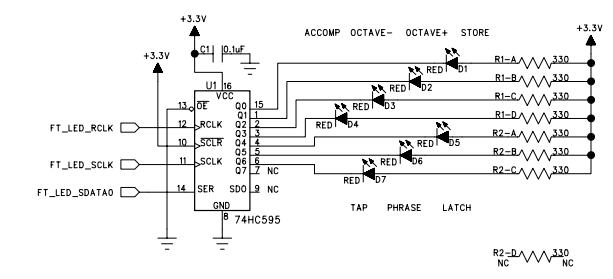 +3.3V
+3.3V
+3.3V
C1 0.1uF
ACCOMP OCTAVE- OCTAVE+ STORE
U1
16
VCC
13 OE
12 RCLK
10 SCLR
11 SCLK
14 SER
Q0 15
Q1 1
Q2 2
Q3 3
Q4 4
Q5 5
Q6 6
Q7 7 NC
SDO 9 NC
GND
8
74HC595
FT_LED_RCLK
FT_LED_SCLK
FT_LED_SDATA0
RED D1 R1-A 330
RED D2 R1-B 330
RED D3 R1-C 330
RED D4 R1-D 330
RED D5 R2-A 330
RED D6 R2-B 330
RED D7 R2-C 330
TAP PHRASE LATCH
R2-D 330
NC NC